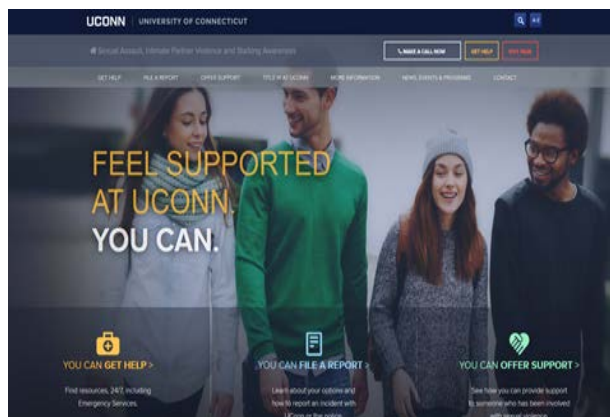 UCONN | UNIVERSITY OF CONNECTICUT
A-Z
Sexual Assault, Intimate Partner Violence and Stalking Awareness
MAKE A CALL NOW
GET HELP
EXIT PAGE
GET HELP FILE A REPORT OFFER SUPPORT TITLE IX AT UCONN MORE INFORMATION NEWS, EVENTS & PROGRAMS CONTACT
FEEL SUPPORTED
AT UCONN.
YOU CAN.
YOU CAN GET HELP >
Find resources, 24/7, including
Emergency Services.
YOU CAN FILE A REPORT >
Learn about your options and
how to report an incident with
UConn or the police.
YOU CAN OFFER SUPPORT >
See how you can provide support
to someone who has been involved
with sexual violence